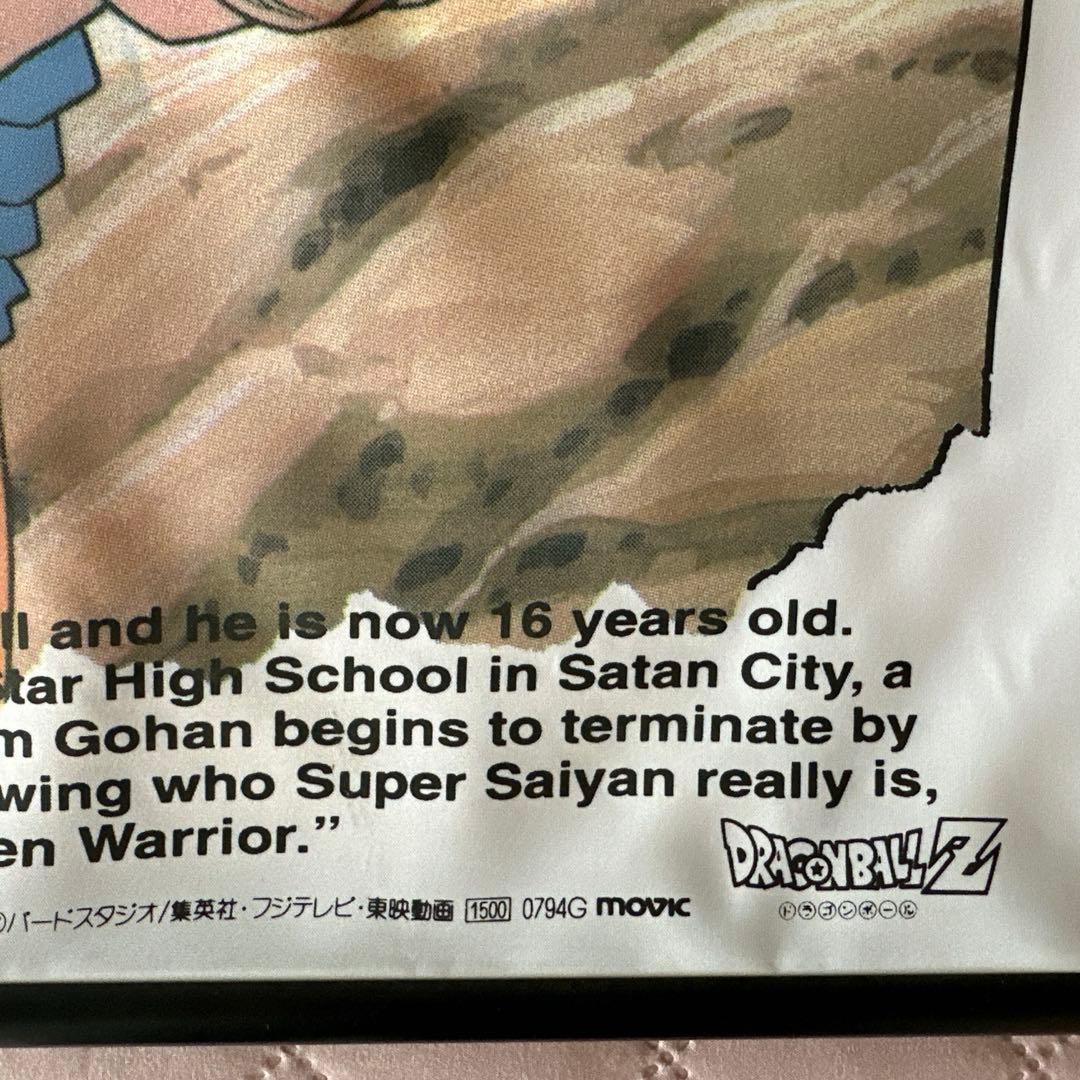 ll and he is now 16 years old.
tar High School in Satan City, a
m Gohan begins to terminate by
wing who Super Saiyan really is,
en Warrior.”
DRAGONBALL Z
©バードスタジオ/集英社・フジテレビ・東映動画 1500 0794G movic
ドラゴンボール